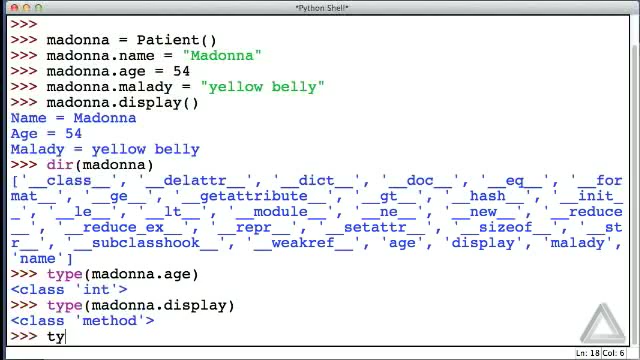 *Python Shell*
>>>
>>> madonna = Patient()
>>> madonna.name = "Madonna"
>>> madonna.age = 54
>>> madonna.malady = "yellow belly"
>>> madonna.display()
Name = Madonna
Age = 54
Malady = yellow belly
>>> dir(madonna)
['__class__', '__delattr__', '__dict__', '__doc__', '__eq__', '__for
mat__', '__ge__', '__getattribute__', '__gt__', '__hash__', '__init_
_', '__le__', '__lt__', '__module__', '__ne__', '__new__', '__reduce
__', '__reduce_ex__', '__repr__', '__setattr__', '__sizeof__', '__st
r__', '__subclasshook__', '__weakref__', 'age', 'display', 'malady',
'name']
>>> type(madonna.age)
<class 'int'>
>>> type(madonna.display)
<class 'method'>
>>> ty
Ln: 18 Col: 6